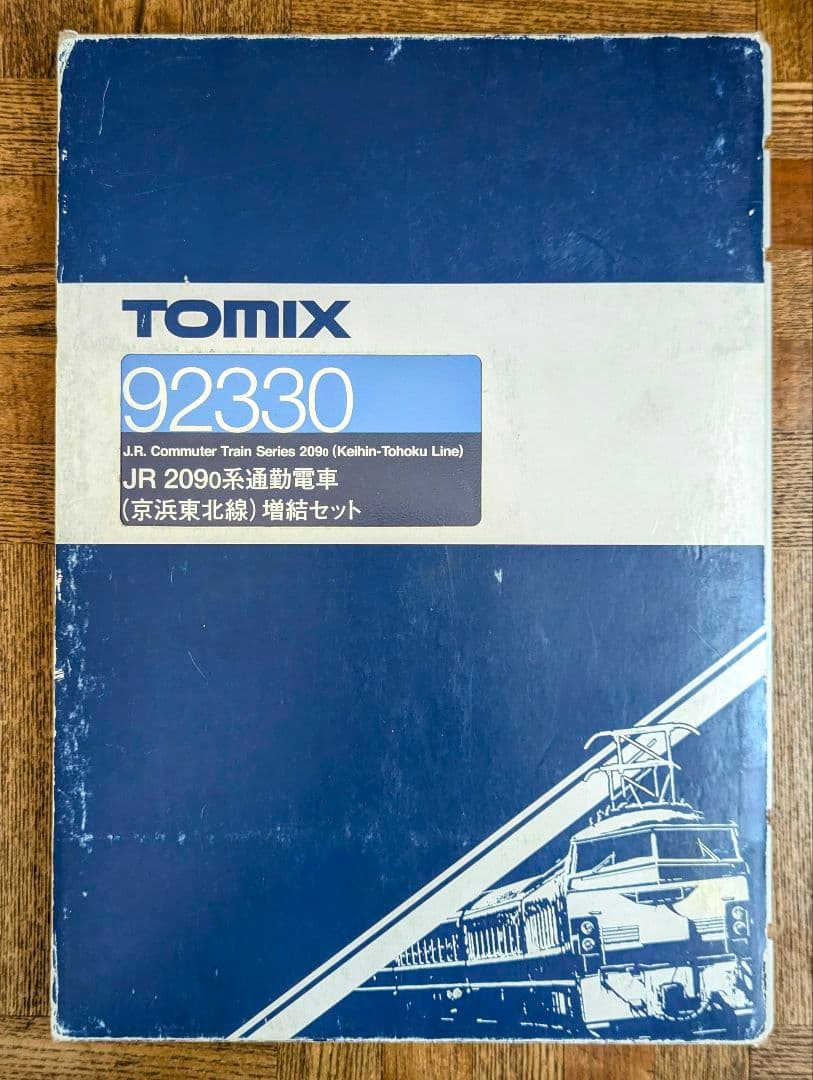 TOMIX
92330
J.R. Commuter Train Series 2090 (Keihin-Tohoku Line)
JR 2090系通勤電車
(京浜東北線) 増結セット